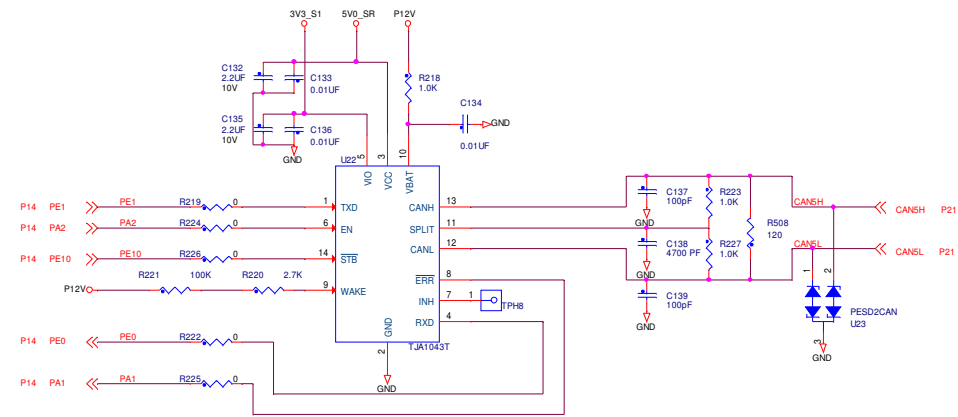 3V3_S1 5V0_SR P12V
C132
2.2UF
10V
C133
0.01UF
R218
1.0K
C134
GND
0.01UF
C135
2.2UF
10V
C136
0.01UF
GND
U22
5 3 10
VIO VCC VBAT
P14 PE1 PE1 R219 0 1 TXD
P14 PA2 PA2 R224 0 6 EN
P14 PE10 PE10 R226 0 14 STB
R221 100K R220 2.7K
P12V 9 WAKE
CANH 13
SPLIT 11
CANL 12
ERR 8
INH 7 1 TPH8
RXD 4
GND
2
TJA1043T
GND
P14 PE0 PE0 R222 0
P14 PA1 PA1 R225 0
C137
100pF
GND
R223
1.0K
C138
4700 PF
GND
R227
1.0K
C139
100pF
GND
R508
120
CAN5H CAN5H P21
CAN5L CAN5L P21
1 2
PESD2CAN
U23
3
GND